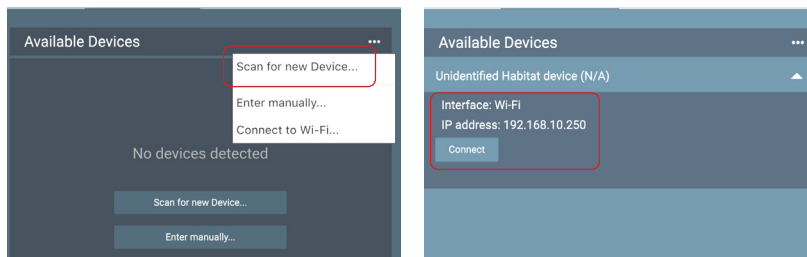 Available Devices
...
Scan for new Device...
Enter manually...
Connect to Wi-Fi...
No devices detected
Scan for new Device...
Enter manually...
Available Devices
...
Unidentified Habitat device (N/A)
Interface: Wi-Fi
IP address: 192.168.10.250
Connect